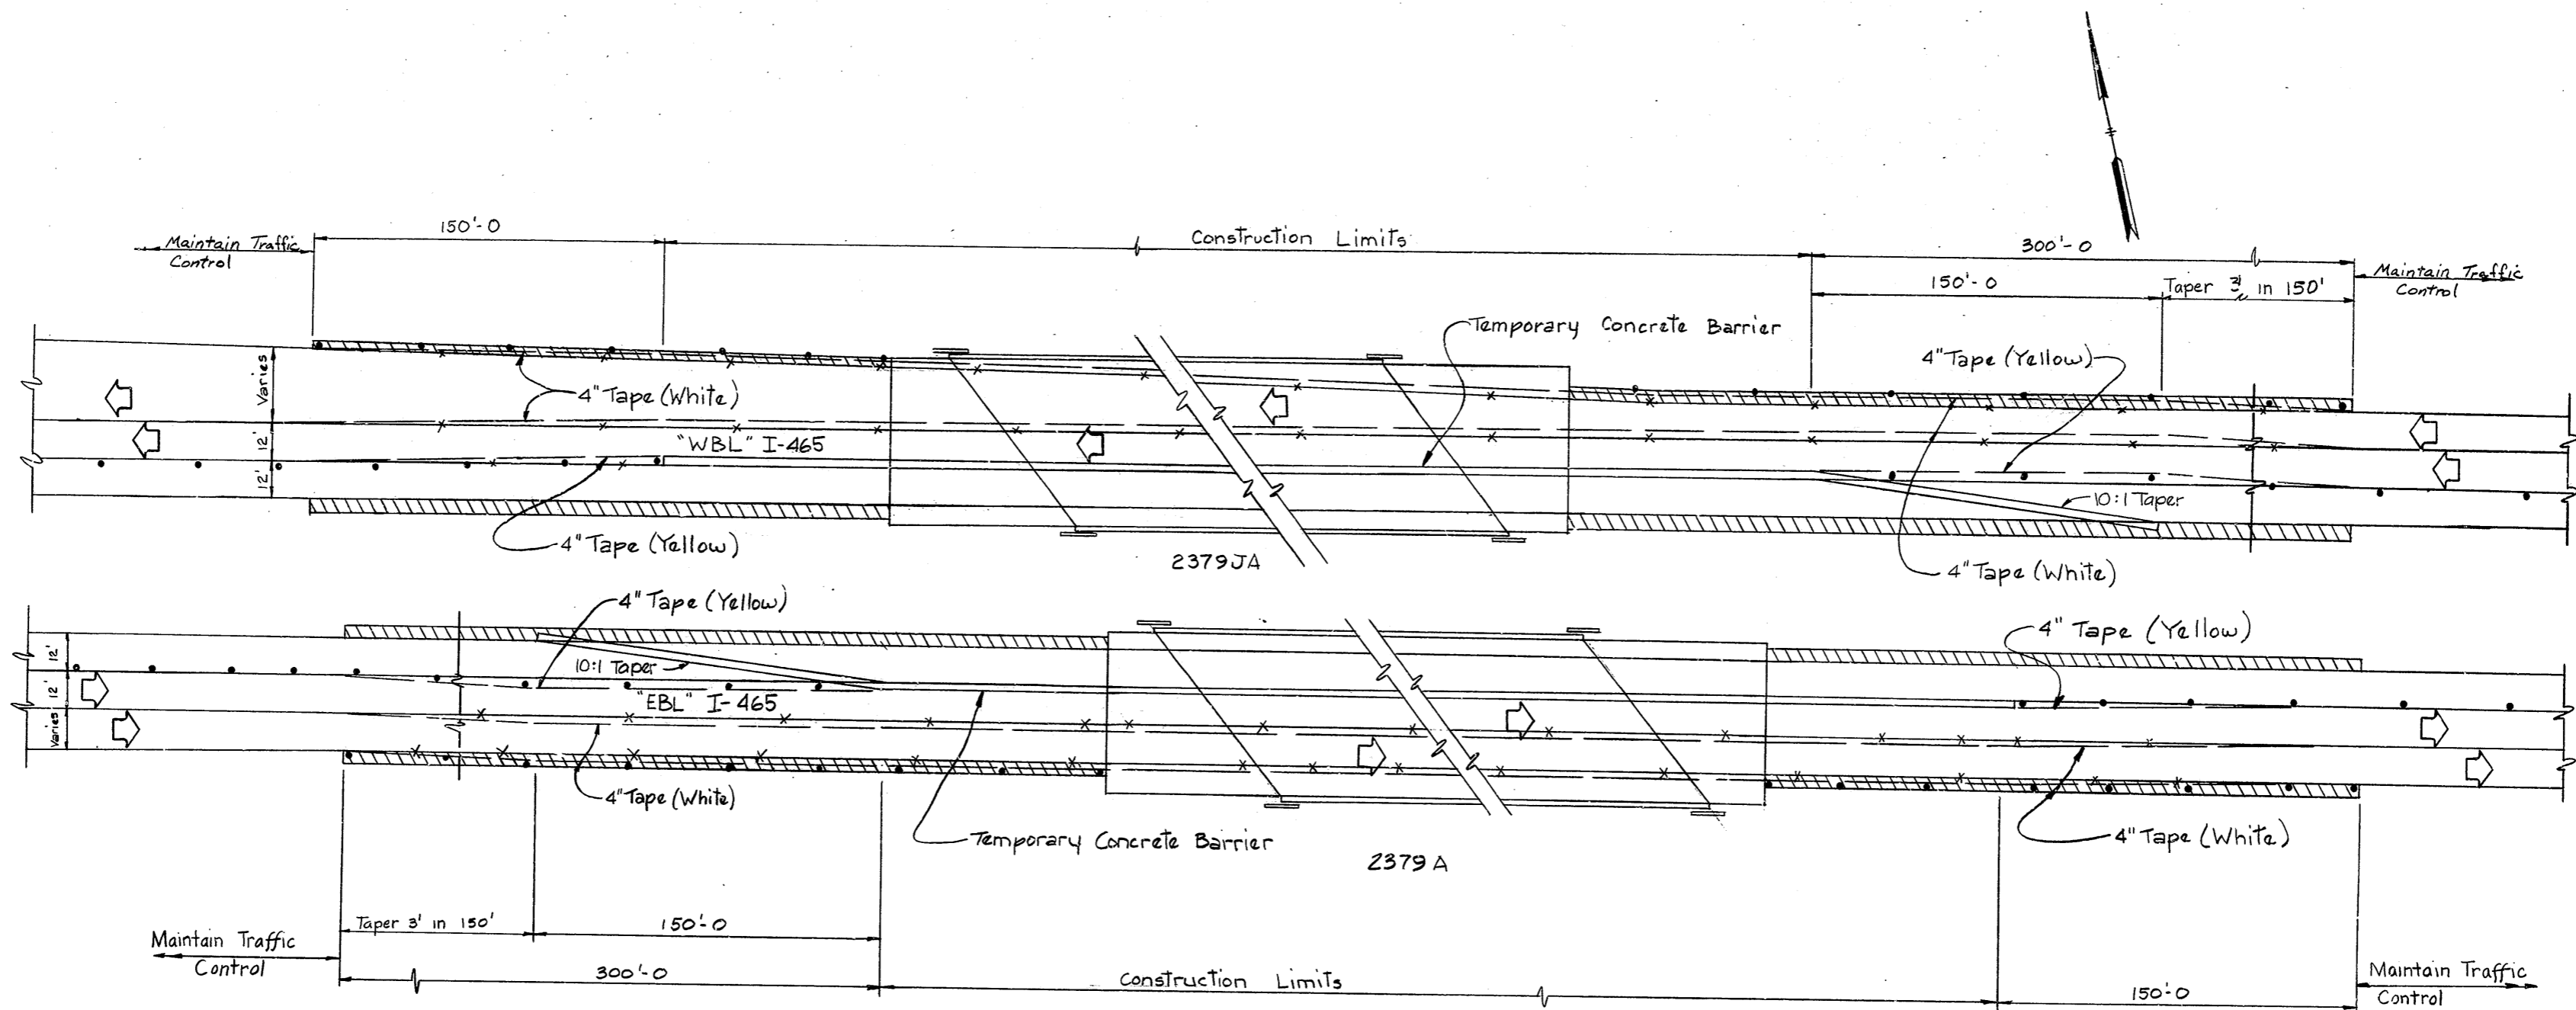 150'-0
Construction Limits
300'-0
Maintain Traffic
Control
Maintain Traffic
Control
150'-0
Taper 3' in 150'
Temporary Concrete Barrier
4" Tape (Yellow)
Varies
4" Tape (White)
12'
"WBL" I-465
12'
10:1 Taper
4" Tape (Yellow)
2379JA
4" Tape (White)
4" Tape (Yellow)
4" Tape (Yellow)
12'
10:1 Taper
12'
"EBL" I-465
Varies
4" Tape (White)
Temporary Concrete Barrier
4" Tape (White)
2379A
Taper 3' in 150'
150'-0
Maintain Traffic
Control
300'-0
Construction Limits
Maintain Traffic
Control
150'-0